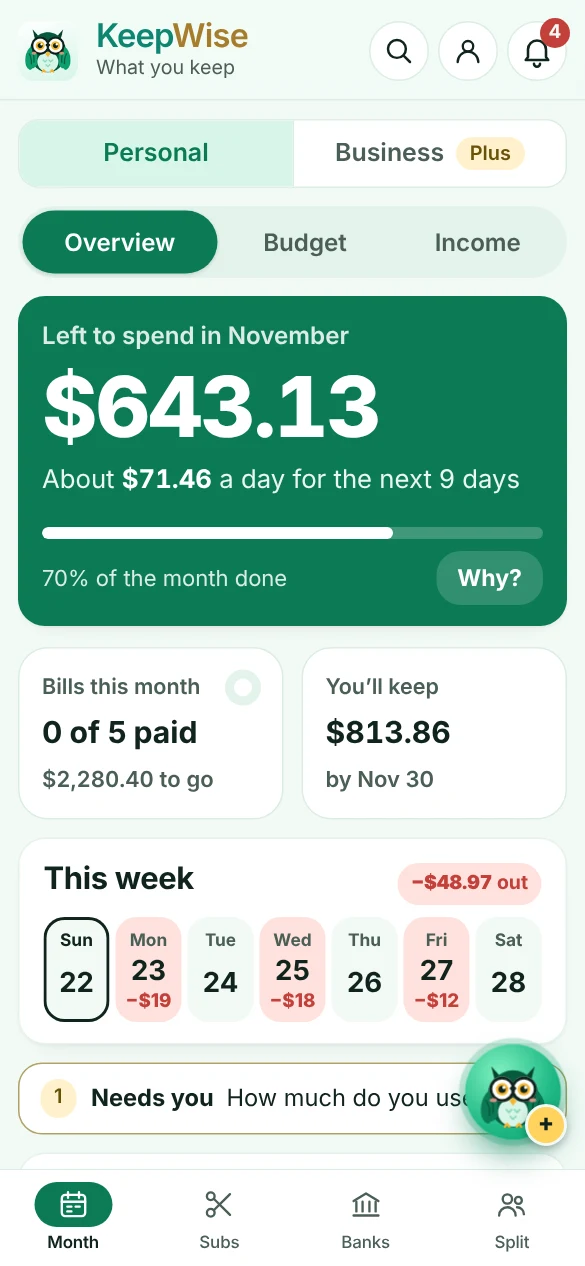 KeepWise
What you keep
4
Personal
Business Plus
Overview Budget Income
Left to spend in November
$643.13
About $71.46 a day for the next 9 days
70% of the month done
Why?
Bills this month
0 of 5 paid
$2,280.40 to go
You’ll keep
$813.86
by Nov 30
This week
−$48.97 out
Sun Mon Tue Wed Thu Fri Sat
22 23 24 25 26 27 28
−$19 −$18 −$12
1 Needs you How much do you use
+
Month Subs Banks Split